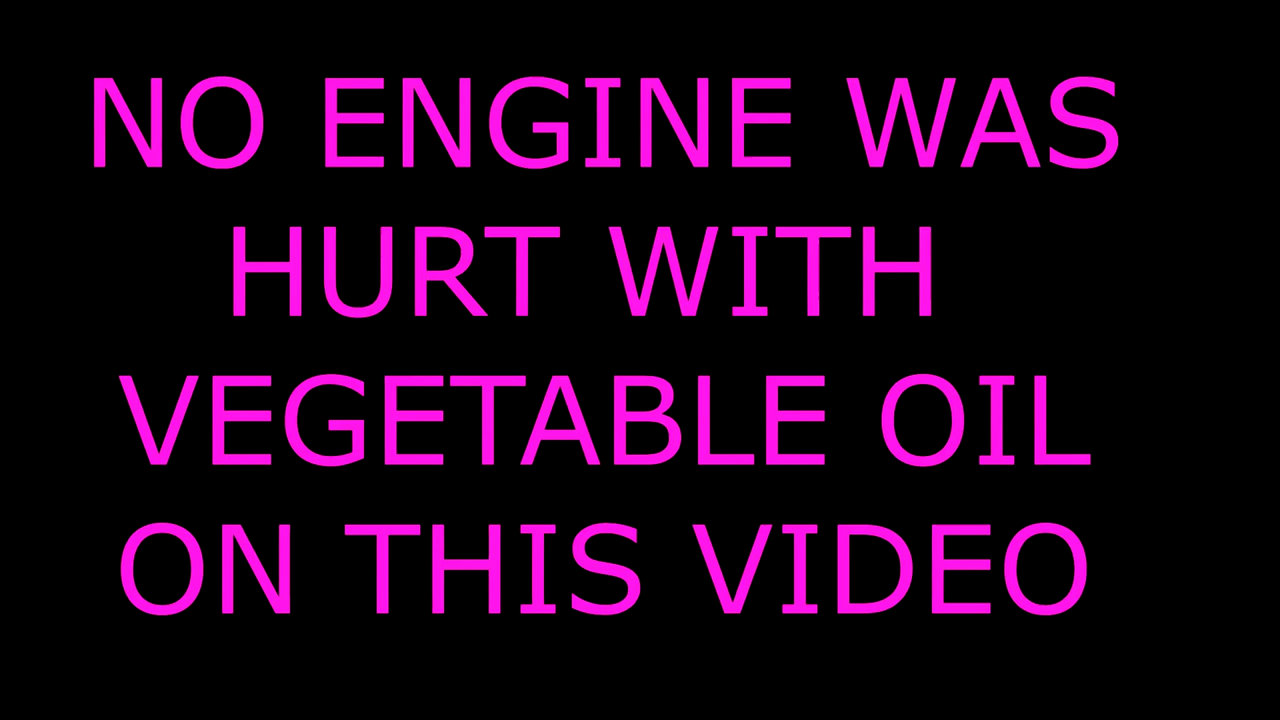 NO ENGINE WAS
HURT WITH
VEGETABLE OIL
ON THIS VIDEO